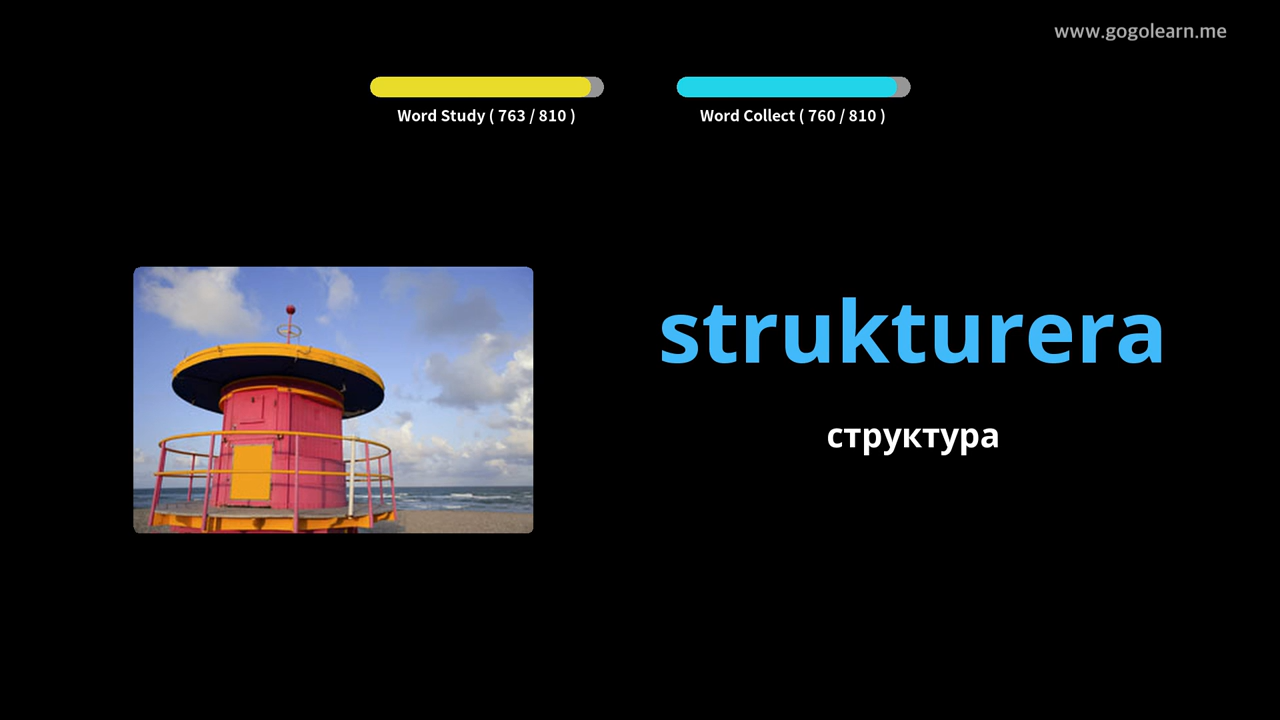 www.gogolearn.me
Word Study ( 763 / 810 )
Word Collect ( 760 / 810 )
strukturera
структура